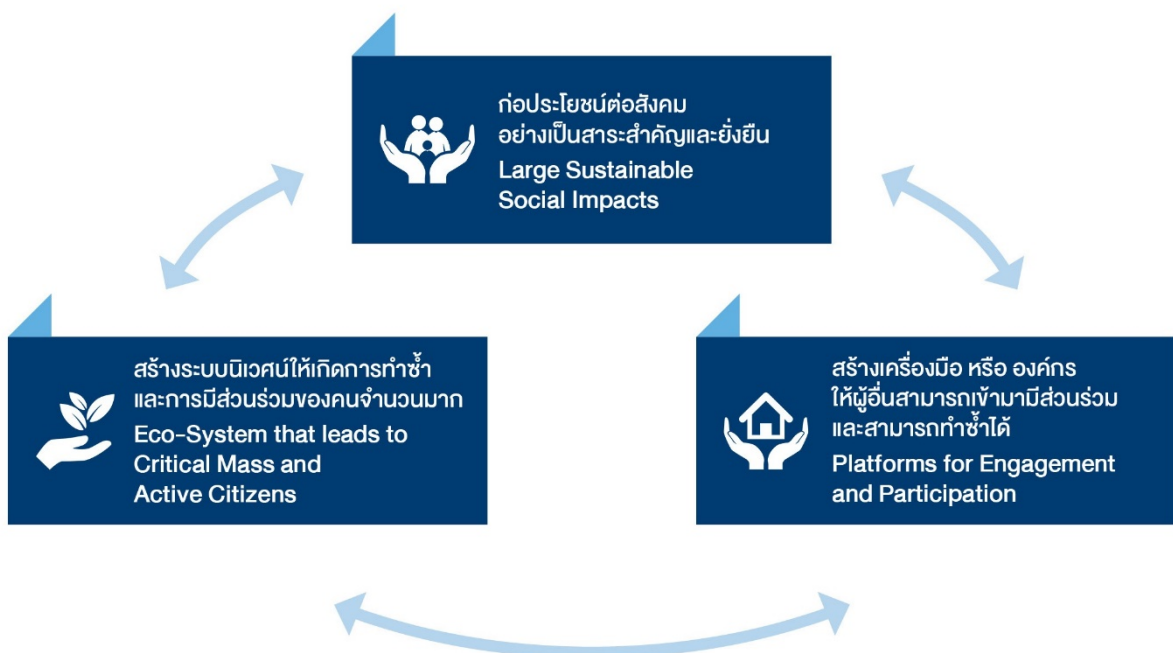 ก่อประโยชน์ต่อสังคม
อย่างเป็นสาระสำคัญและยั่งยืน
Large Sustainable
Social Impacts
สร้างระบบนิเวศน์ให้เกิดการทำซ้ำ
และการมีส่วนร่วมของคนจำนวนมาก
Eco-System that leads to
Critical Mass and
Active Citizens
สร้างเครื่องมือ หรือ องค์กร
ให้ผู้อื่นสามารถเข้ามามีส่วนร่วม
และสามารถทำซ้ำได้
Platforms for Engagement
and Participation